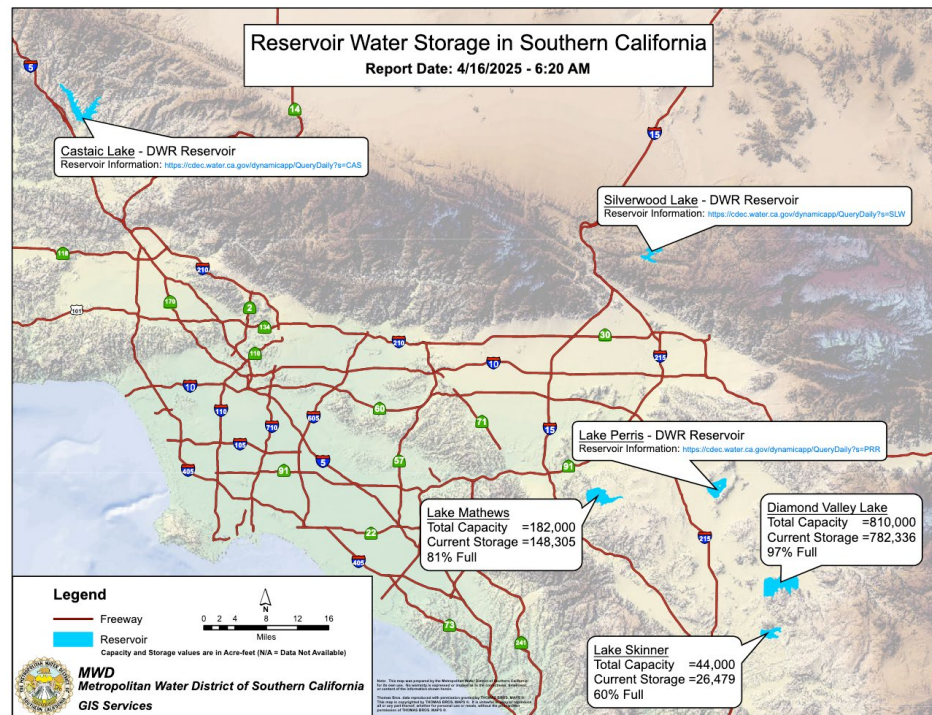 Reservoir Water Storage in Southern California
Report Date: 4/16/2025 - 6:20 AM
5
14
15
Castaic Lake - DWR Reservoir
Reservoir Information: https://cdec.water.ca.gov/dynamicapp/QueryDaily?s=CAS
Silverwood Lake - DWR Reservoir
Reservoir Information: https://cdec.water.ca.gov/dynamicapp/QueryDaily?s=SLW
118
210
170
2
101
134
118
210
30
215
10
10
110
605
60
71
15
710
105
5
57
405
91
91
Lake Perris - DWR Reservoir
Reservoir Information: https://cdec.water.ca.gov/dynamicapp/QueryDaily?s=PRR
Lake Mathews
Total Capacity =182,000
Current Storage =148,305
81% Full
Diamond Valley Lake
Total Capacity =810,000
Current Storage =782,336
97% Full
22
215
405
73
241
Lake Skinner
Total Capacity =44,000
Current Storage =26,479
60% Full
Legend
Freeway
Reservoir
N
0 2 4 8 12 16
Miles
Capacity and Storage values are in Acre-feet (N/A = Data Not Available)
MWD
Metropolitan Water District of Southern California
GIS Services